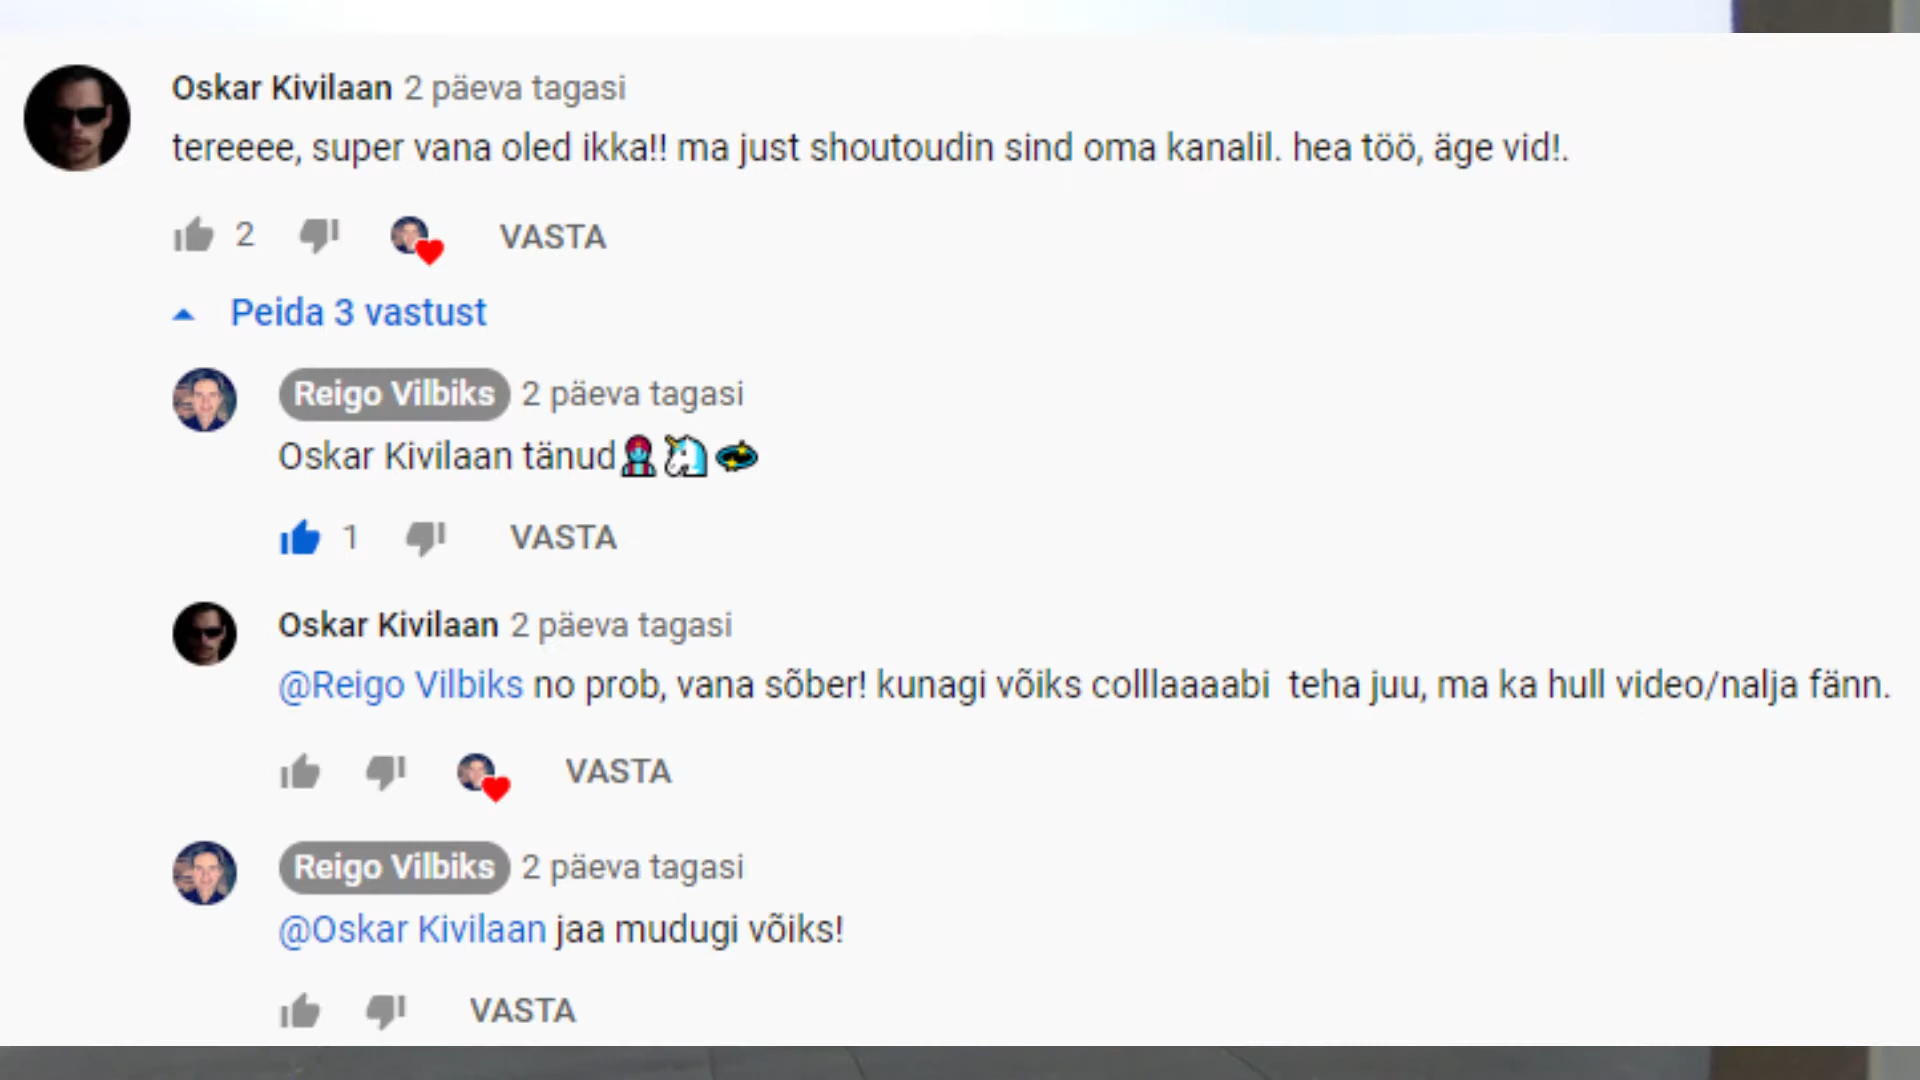 Oskar Kivilaan 2 päeva tagasi
tereeee, super vana oled ikka!! ma just shoutoudin sind oma kanalil. hea töö, äge vid!.
2 VASTA
Peida 3 vastust
Reigo Vilbiks 2 päeva tagasi
Oskar Kivilaan tänud
1 VASTA
Oskar Kivilaan 2 päeva tagasi
@Reigo Vilbiks no prob, vana sõber! kunagi võiks colllaaaabi teha juu, ma ka hull video/nalja fänn.
VASTA
Reigo Vilbiks 2 päeva tagasi
@Oskar Kivilaan jaa mudugi võiks!
VASTA